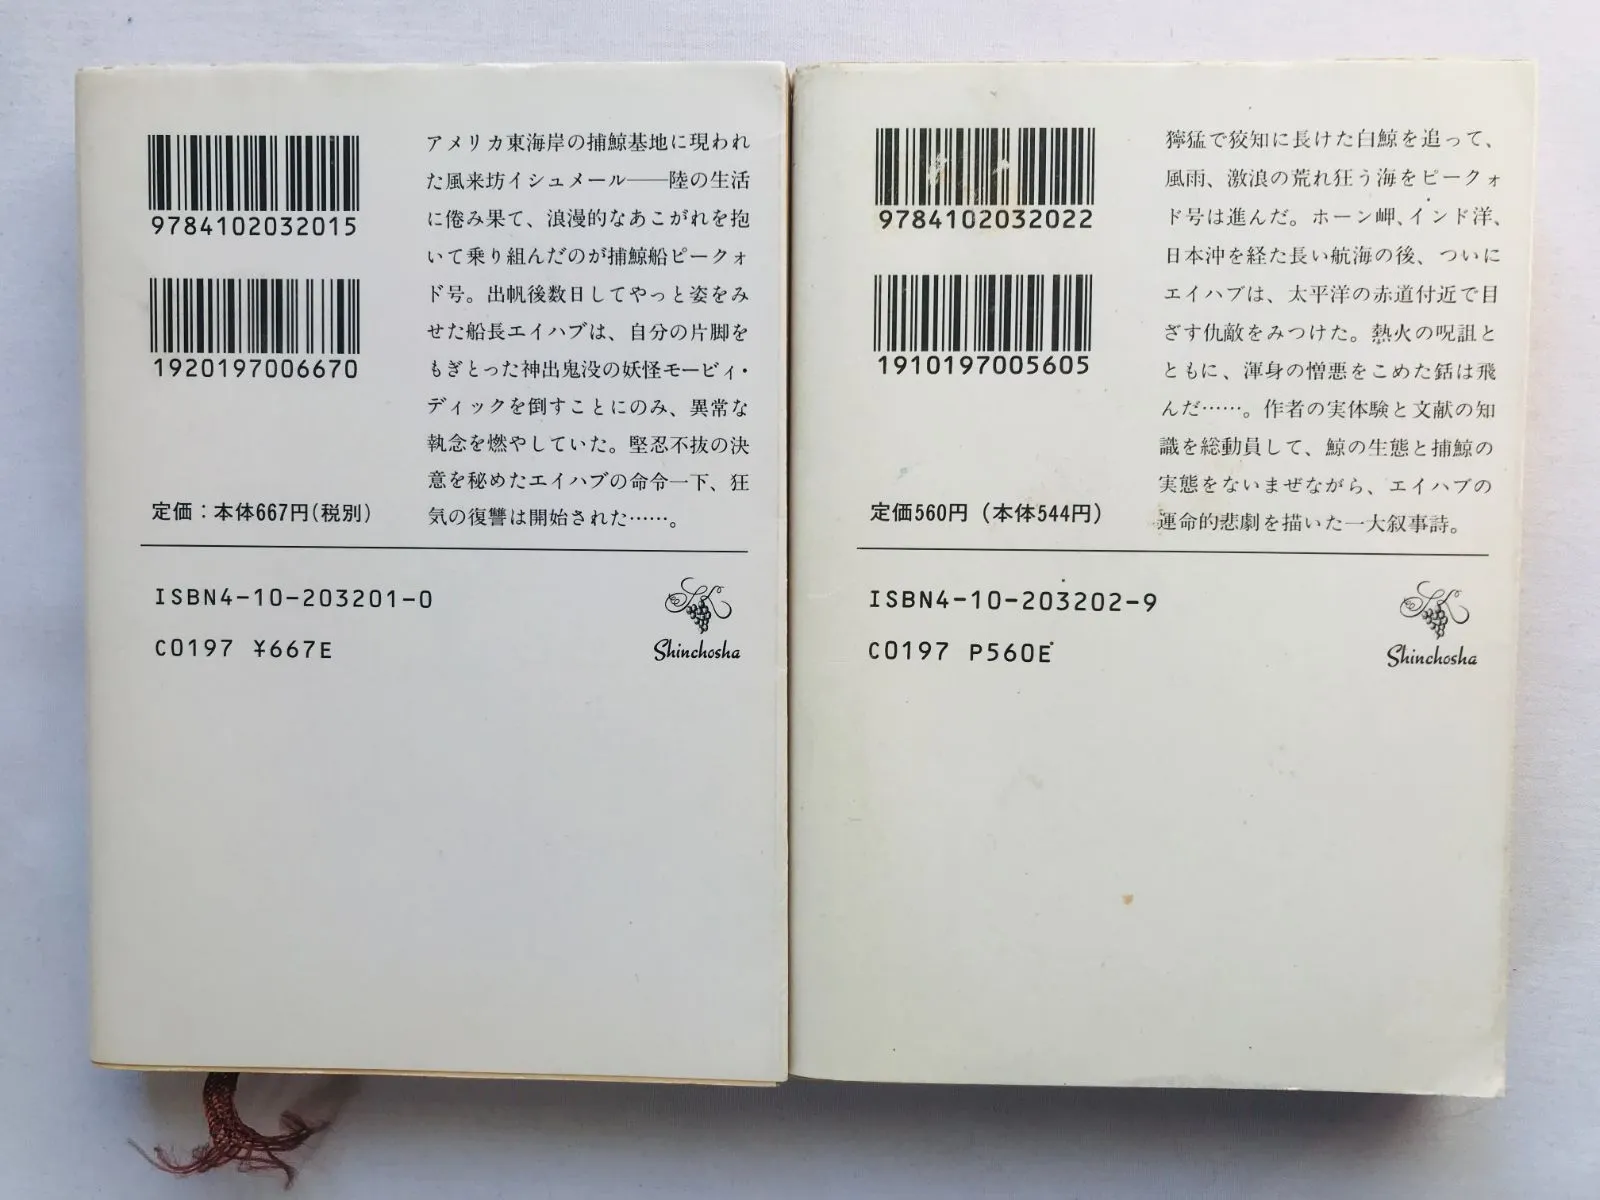 9784102032015
1920197006670
アメリカ東海岸の捕鯨基地に現われ
た風来坊イシュメール――陸の生活
に倦み果て、浪漫的なあこがれを抱
いて乗り組んだのが捕鯨船ピークォ
ド号。出帆後数日してやっと姿をみ
せた船長エイハブは、自分の片脚を
もぎとった神出鬼没の妖怪モービィ・
ディックを倒すことにのみ、異常な
執念を燃やしていた。堅忍不抜の決
意を秘めたエイハブの命令一下、狂
気の復讐は開始された……。
定価：本体667円（税別）
ISBN4-10-203201-0
C0197 ¥667E
Shinchosha
9784102032022
1910197005605
獰猛で狡知に長けた白鯨を追って、
風雨、激浪の荒れ狂う海をピークォ
ド号は進んだ。ホーン岬、インド洋、
日本沖を経た長い航海の後、ついに
エイハブは、太平洋の赤道付近で目
ざす仇敵をみつけた。熱火の呪詛と
ともに、渾身の憎悪をこめた銛は飛
んだ……。作者の実体験と文献の知
識を総動員して、鯨の生態と捕鯨の
実態をないまぜながら、エイハブの
運命的悲劇を描いた一大叙事詩。
定価560円（本体544円）
ISBN4-10-203202-9
C0197 P560E
Shinchosha